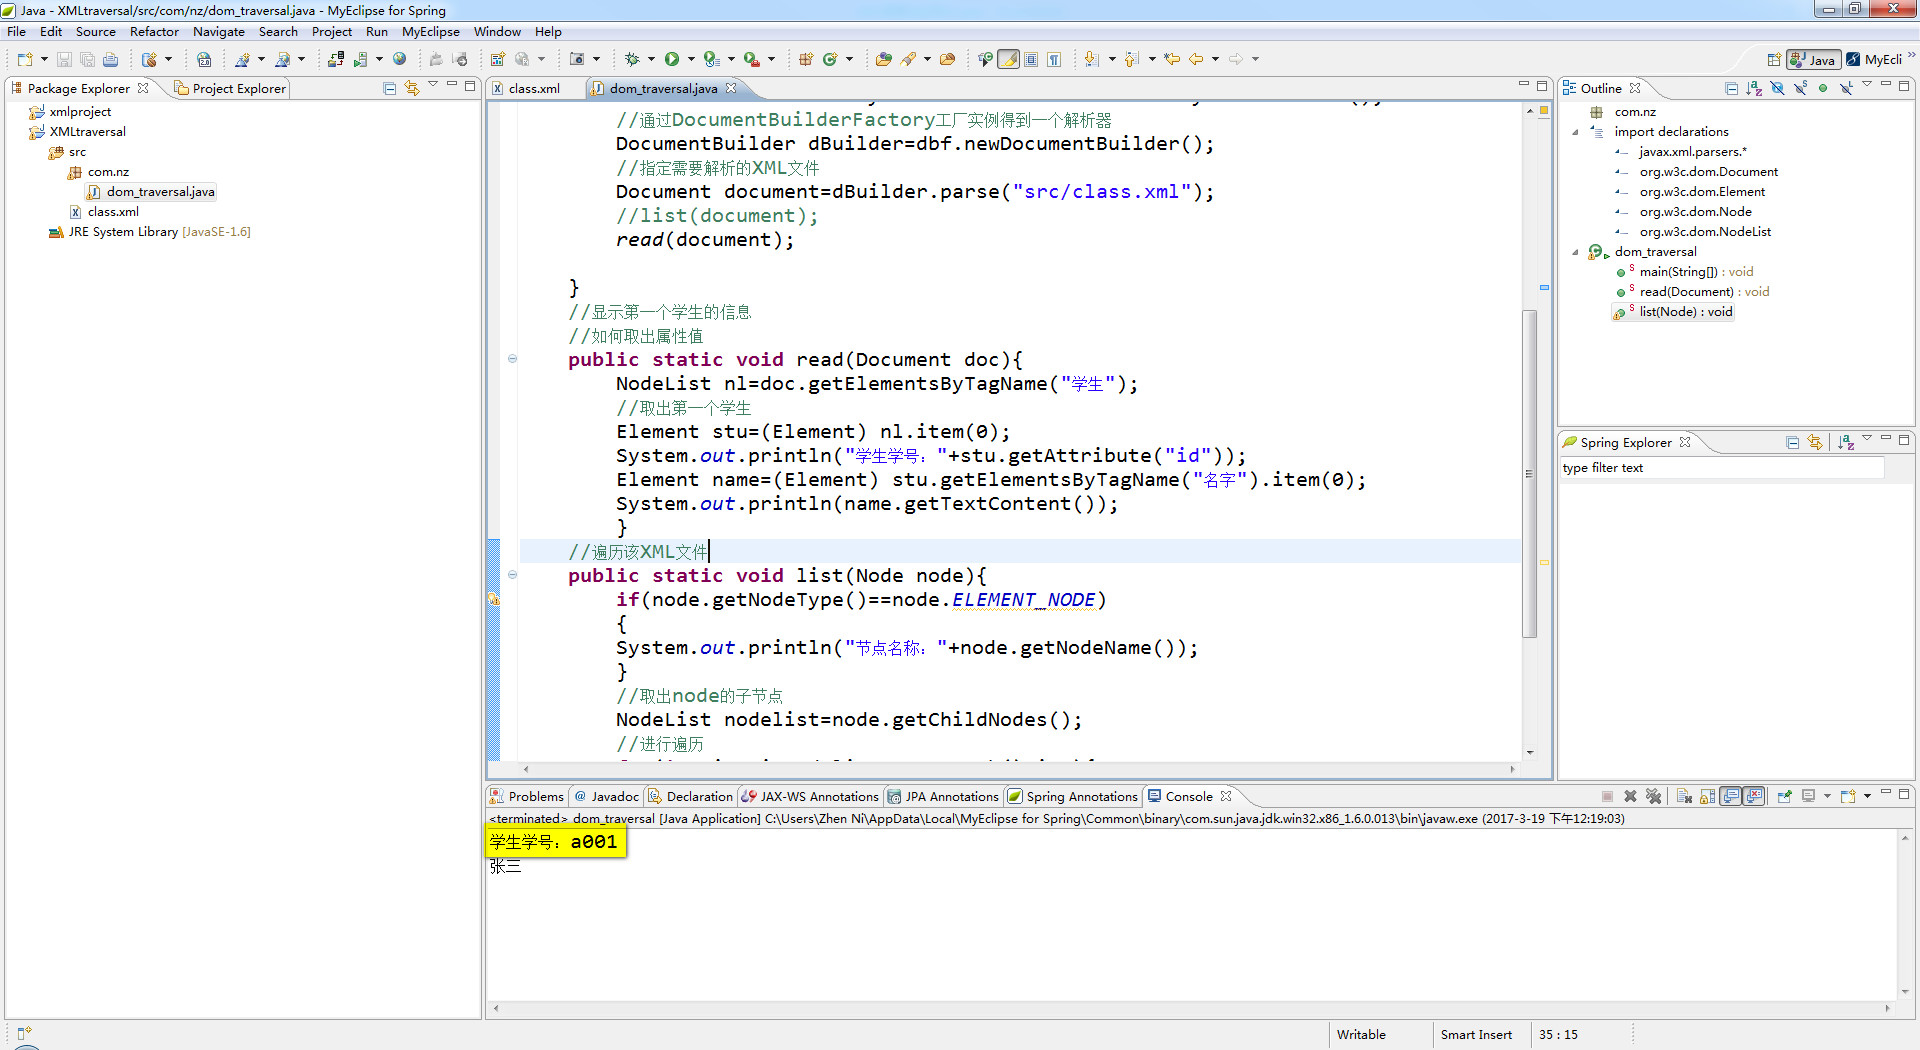 Java - XMLtraversal/src/com/nz/dom_traversal.java - MyEclipse for Spring
File Edit Source Refactor Navigate Search Project Run MyEclipse Window Help
Java
MyEcli
Package Explorer
Project Explorer
xmlproject
XMLtraversal
src
com.nz
dom_traversal.java
class.xml
JRE System Library [JavaSE-1.6]
class.xml
dom_traversal.java
//通过DocumentBuilderFactory工厂实例得到一个解析器
DocumentBuilder dBuilder=dbf.newDocumentBuilder();
//指定需要解析的XML文件
Document document=dBuilder.parse("src/class.xml");
//list(document);
read(document);
}
//显示第一个学生的信息
//如何取出属性值
public static void read(Document doc){
NodeList nl=doc.getElementsByTagName("学生");
//取出第一个学生
Element stu=(Element) nl.item(0);
System.out.println("学生学号："+stu.getAttribute("id"));
Element name=(Element) stu.getElementsByTagName("名字").item(0);
System.out.println(name.getTextContent());
}
//遍历该XML文件
public static void list(Node node){
if(node.getNodeType()==node.ELEMENT_NODE)
{
System.out.println("节点名称："+node.getNodeName());
}
//取出node的子节点
NodeList nodelist=node.getChildNodes();
//进行遍历
Outline
com.nz
import declarations
javax.xml.parsers.*
org.w3c.dom.Document
org.w3c.dom.Element
org.w3c.dom.Node
org.w3c.dom.NodeList
dom_traversal
main(String[]) : void
read(Document) : void
list(Node) : void
Spring Explorer
type filter text
Problems
@ Javadoc
Declaration
JAX-WS Annotations
JPA Annotations
Spring Annotations
Console
<terminated> dom_traversal [Java Application] C:\Users\Zhen Ni\AppData\Local\MyEclipse for Spring\Common\binary\com.sun.java.jdk.win32.x86_1.6.0.013\bin\javaw.exe (2017-3-19 下午12:19:03)
学生学号：a001
张三
Writable
Smart Insert
35 : 15